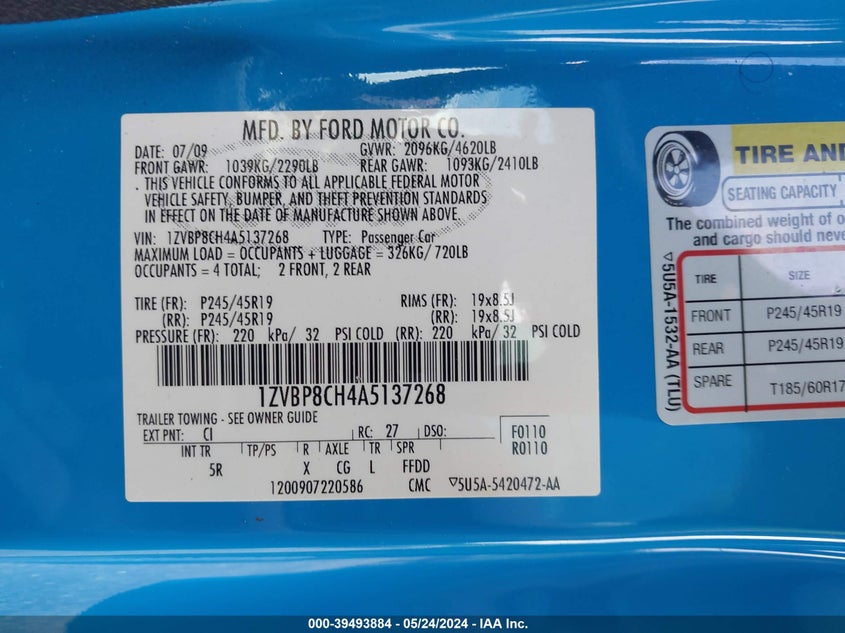 MFD. BY FORD MOTOR CO.
DATE: 07/09 GVWR: 2096KG/4620LB
FRONT GAWR: 1039KG/2290LB REAR GAWR: 1093KG/2410LB
. THIS VEHICLE CONFORMS TO ALL APPLICABLE FEDERAL MOTOR
VEHICLE SAFETY, BUMPER, AND THEFT PREVENTION STANDARDS
IN EFFECT ON THE DATE OF MANUFACTURE SHOWN ABOVE.
VIN: 1ZVBP8CH4A5137268 TYPE: Passenger Car
MAXIMUM LOAD = OCCUPANTS + LUGGAGE = 326KG/720LB
OCCUPANTS = 4 TOTAL; 2 FRONT, 2 REAR
TIRE (FR): P245/45R19 RIMS (FR): 19x8.5J
(RR): P245/45R19 (RR): 19x8.5J
PRESSURE (FR): 220 kPa/ 32 PSI COLD (RR): 220 kPa/ 32 PSI COLD
1ZVBP8CH4A5137268
TRAILER TOWING - SEE OWNER GUIDE
EXT PNT: CI RC: 27 DSO: F0110
INT TR TP/PS R AXLE TR SPR R0110
5R X CG L FFDD
1200907220586 CMC ▽5U5A-5420472-AA
TIRE AND
SEATING CAPACITY
The combined weight of
and cargo should neve
TIRE SIZE
FRONT P245/45R19
REAR P245/45R19
SPARE T185/60R17
▽5U5A-1532-AA (TLU)
000-39493884 - 05/24/2024 - IAA Inc.